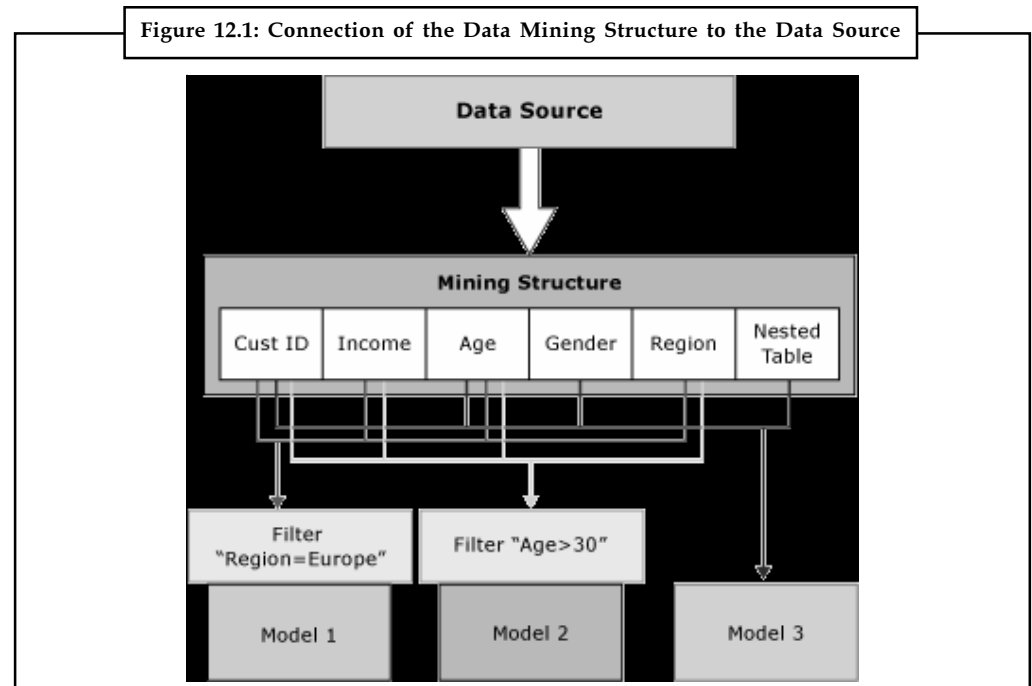 Figure 12.1: Connection of the Data Mining Structure to the Data Source
Data Source
Mining Structure
Cust ID
Income
Age
Gender
Region
Nested
Table
Filter
“Region=Europe”
Filter “Age>30”
Model 1
Model 2
Model 3